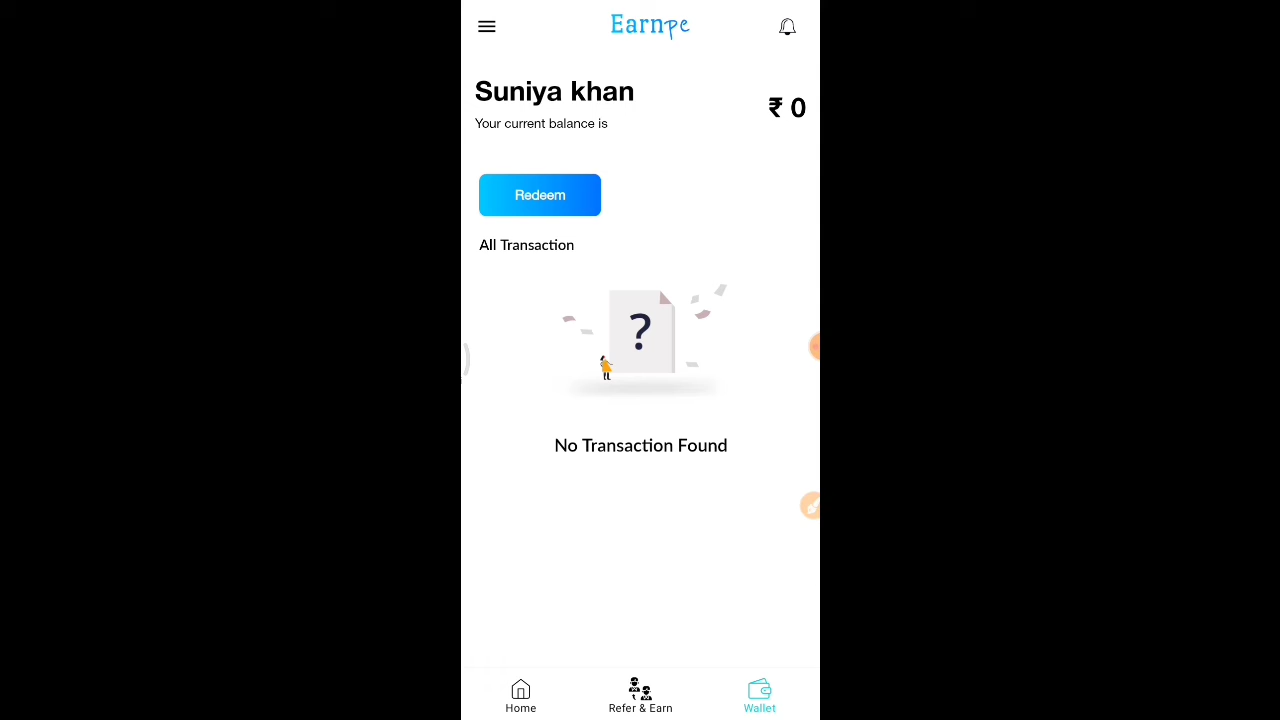 Earnpe
Suniya khan
₹ 0
Your current balance is
Redeem
All Transaction
?
No Transaction Found
Home
Refer & Earn
Wallet